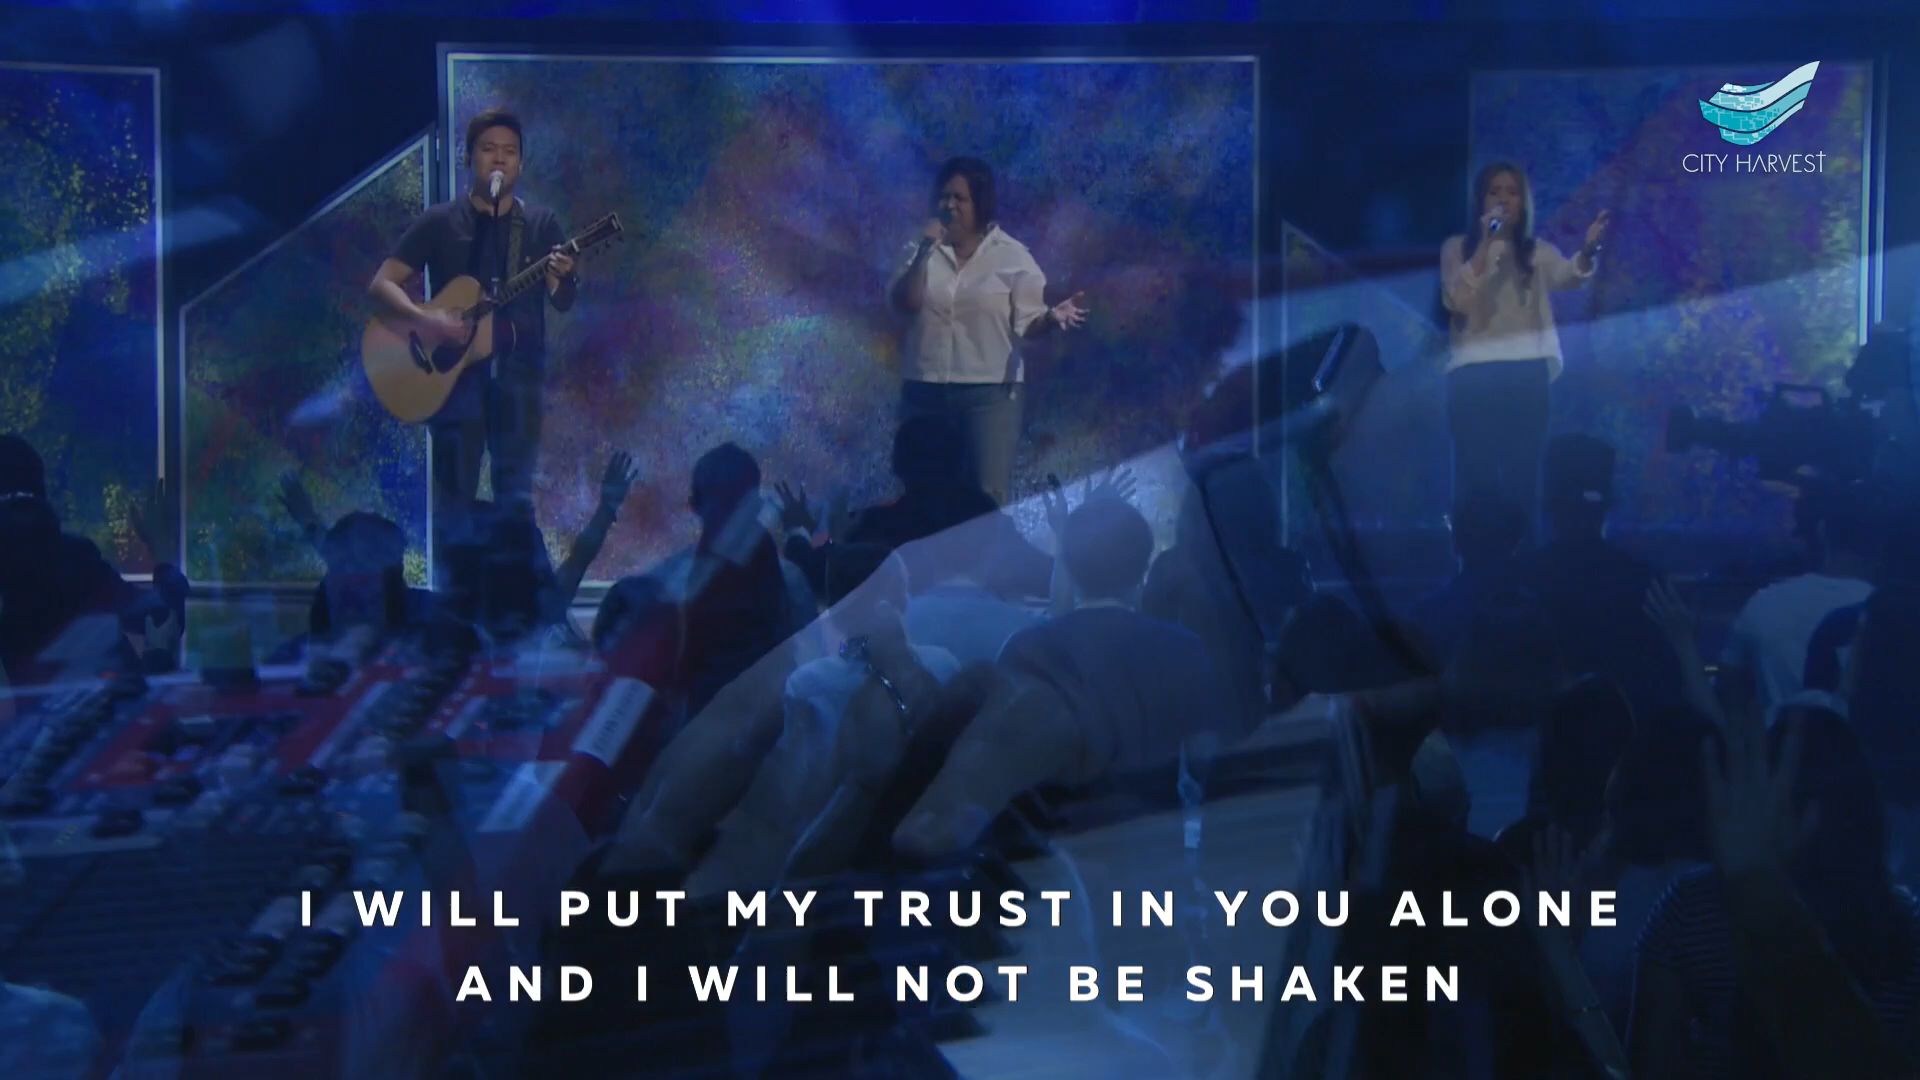 CITY HARVEST
I WILL PUT MY TRUST IN YOU ALONE
AND I WILL NOT BE SHAKEN